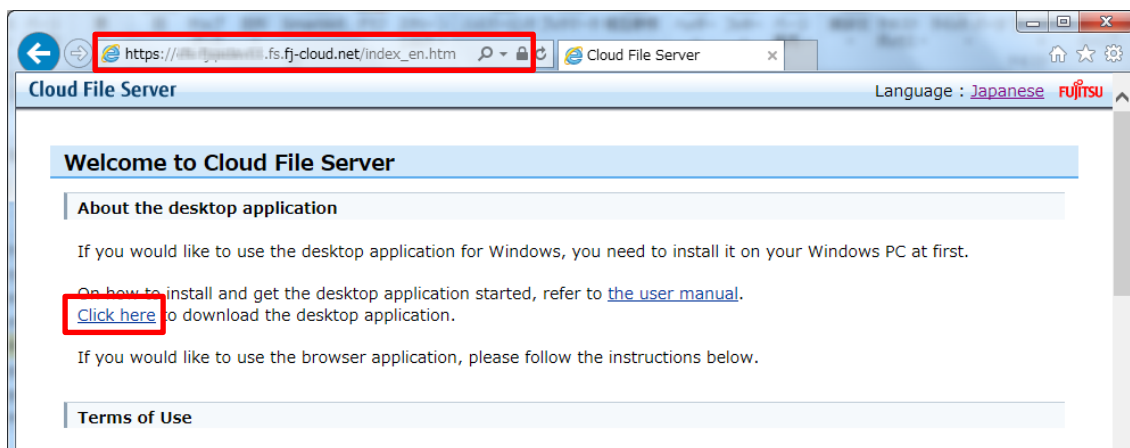 https:// .fs.fj-cloud.net/index_en.htm Cloud File Server
Cloud File Server Language : Japanese FUJITSU
Welcome to Cloud File Server
About the desktop application
If you would like to use the desktop application for Windows, you need to install it on your Windows PC at first.
On how to install and get the desktop application started, refer to the user manual.
Click here to download the desktop application.
If you would like to use the browser application, please follow the instructions below.
Terms of Use